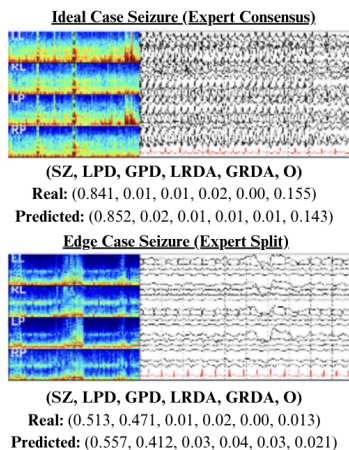 Ideal Case Seizure (Expert Consensus)
LL
RL
LP
RP
(SZ, LPD, GPD, LRDA, GRDA, O)
Real: (0.841, 0.01, 0.01, 0.02, 0.00, 0.155)
Predicted: (0.852, 0.02, 0.01, 0.01, 0.01, 0.143)
Edge Case Seizure (Expert Split)
LL
RL
LP
RP
(SZ, LPD, GPD, LRDA, GRDA, O)
Real: (0.513, 0.471, 0.01, 0.02, 0.00, 0.013)
Predicted: (0.557, 0.412, 0.03, 0.04, 0.03, 0.021)